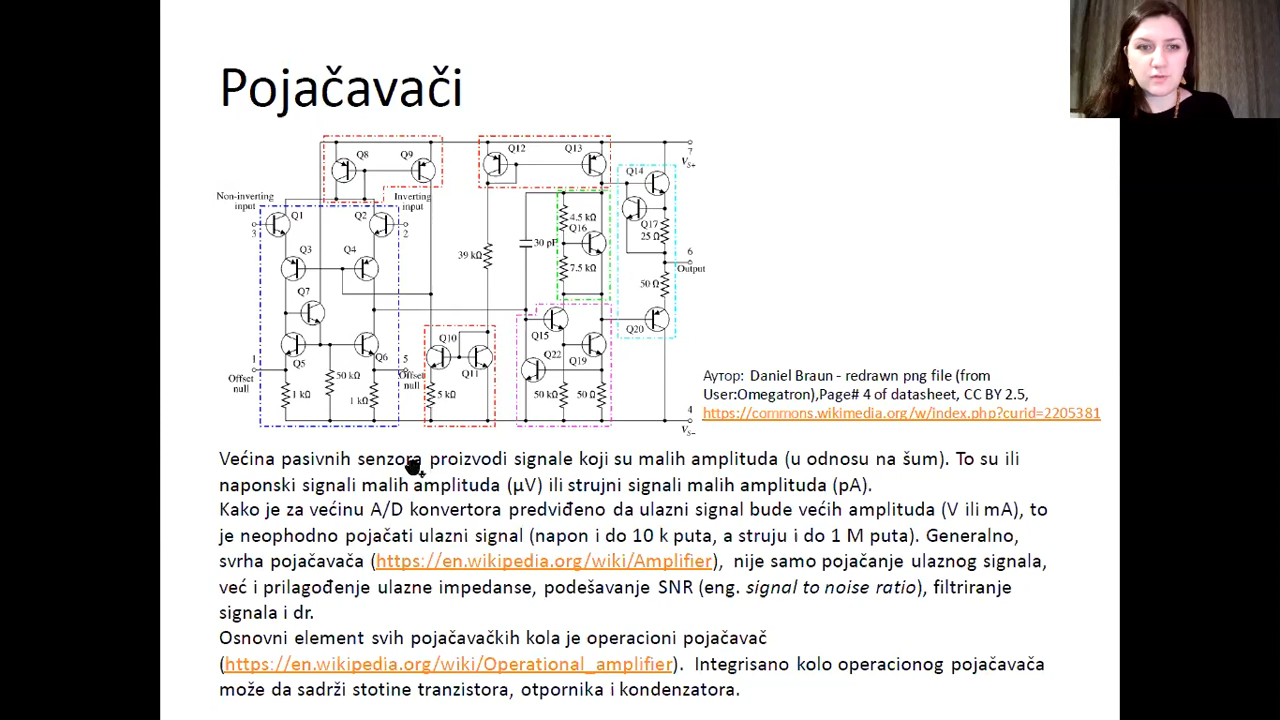 Pojačavači
Q8 Q9 Q12 Q13
7
V_S+
Q14
Non-inverting input
Inverting input
Q1 Q2
3 2
4.5 kΩ
Q16
Q17
25 Ω
Q3 Q4
39 kΩ
30 pF
7.5 kΩ
6
Output
50 Ω
Q7
Q15
Q20
Q10
Q11
Q22
Q19
1
Q5 Q6
5
Offset null
Offset null
1 kΩ
50 kΩ
1 kΩ
5 kΩ
50 kΩ
50 Ω
4
V_S−
Аутор: Daniel Braun - redrawn png file (from
User:Omegatron),Page# 4 of datasheet, CC BY 2.5,
https://commons.wikimedia.org/w/index.php?curid=2205381
Većina pasivnih senzora proizvodi signale koji su malih amplituda (u odnosu na šum). To su ili
naponski signali malih amplituda (μV) ili strujni signali malih amplituda (pA).
Kako je za većinu A/D konvertora predviđeno da ulazni signal bude većih amplituda (V ili mA), to
je neophodno pojačati ulazni signal (napon i do 10 k puta, a struju i do 1 M puta). Generalno,
svrha pojačavača (https://en.wikipedia.org/wiki/Amplifier), nije samo pojačanje ulaznog signala,
već i prilagođenje ulazne impedanse, podešavanje SNR (eng. signal to noise ratio), filtriranje
signala i dr.
Osnovni element svih pojačavačkih kola je operacioni pojačavač
(https://en.wikipedia.org/wiki/Operational_amplifier). Integrisano kolo operacionog pojačavača
može da sadrži stotine tranzistora, otpornika i kondenzatora.